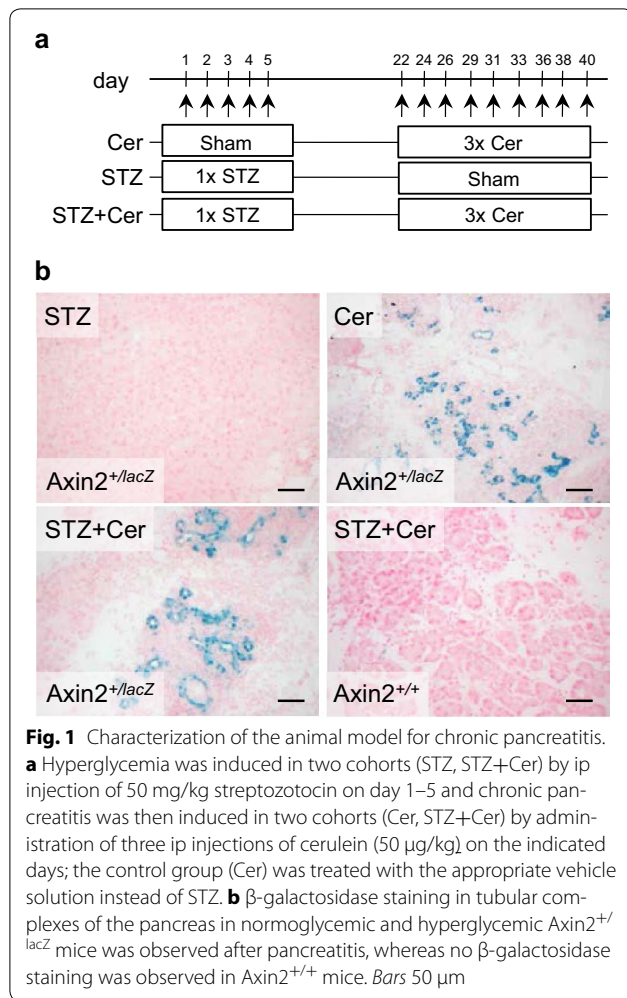 a
1 2 3 4 5 22 24 26 29 31 33 36 38 40
day
Cer Sham 3x Cer
STZ 1x STZ Sham
STZ+Cer 1x STZ 3x Cer
b
STZ Cer
Axin2+/lacZ Axin2+/lacZ
STZ+Cer STZ+Cer
Axin2+/lacZ Axin2+/+
Fig. 1 Characterization of the animal model for chronic pancreatitis.
a Hyperglycemia was induced in two cohorts (STZ, STZ+Cer) by ip
injection of 50 mg/kg streptozotocin on day 1–5 and chronic pan-
creatitis was then induced in two cohorts (Cer, STZ+Cer) by admin-
istration of three ip injections of cerulein (50 µg/kg) on the indicated
days; the control group (Cer) was treated with the appropriate vehicle
solution instead of STZ. b β-galactosidase staining in tubular com-
plexes of the pancreas in normoglycemic and hyperglycemic Axin2+/
lacZ mice was observed after pancreatitis, whereas no β-galactosidase
staining was observed in Axin2+/+ mice. Bars 50 µm